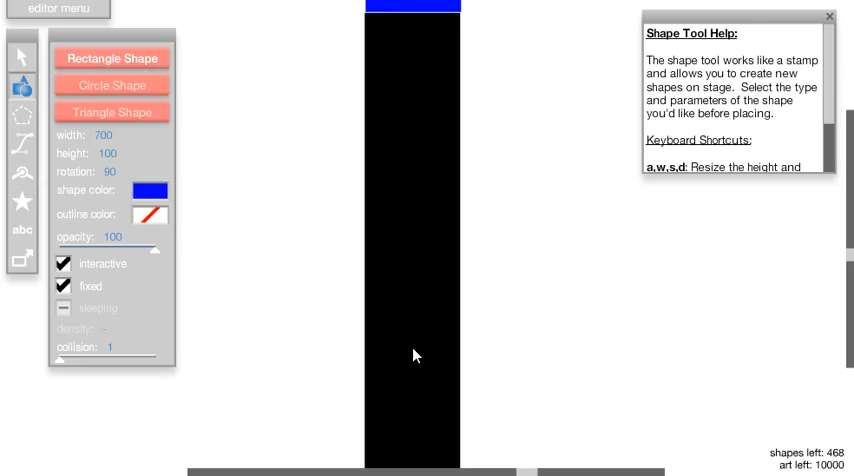 editor menu
Rectangle Shape
Circle Shape
Triangle Shape
width: 700
height: 100
rotation: 90
shape color:
outline color:
opacity: 100
interactive
fixed
sleeping
density: -
collision: 1
abc
Shape Tool Help:
The shape tool works like a stamp
and allows you to create new
shapes on stage. Select the type
and parameters of the shape
you'd like before placing.
Keyboard Shortcuts:
a,w,s,d: Resize the height and
shapes left: 468
art left: 10000